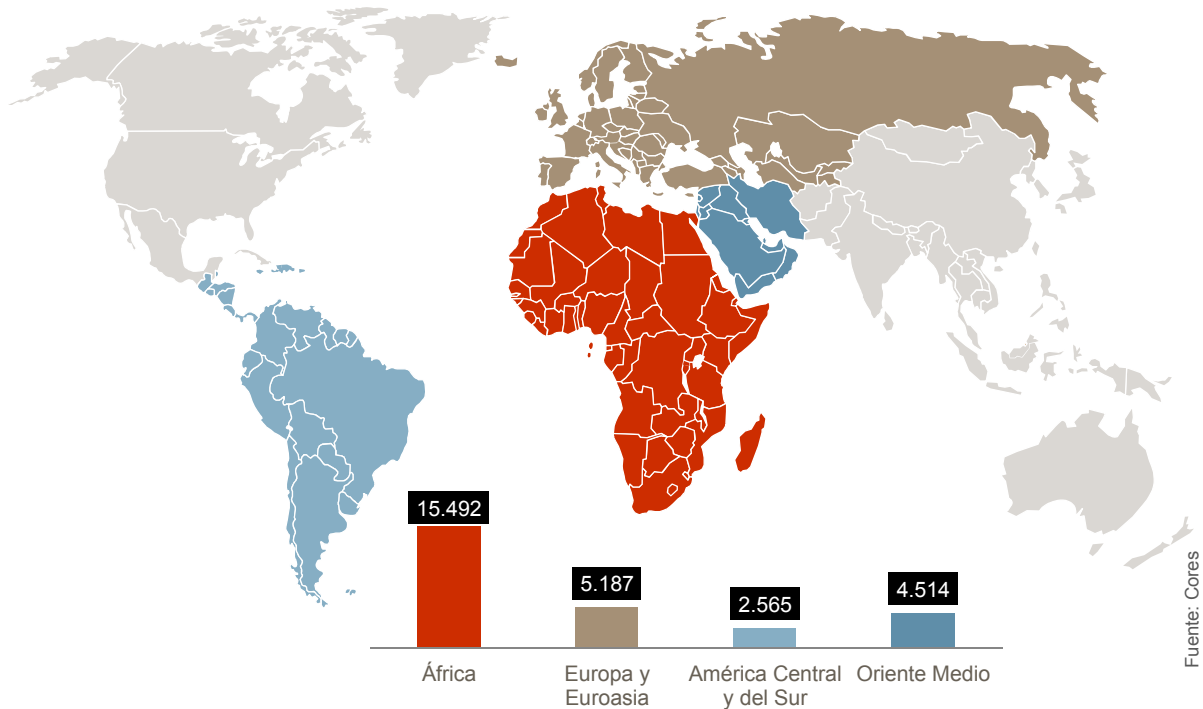 15.492
5.187
2.565
4.514
África
Europa y
Euroasia
América Central
y del Sur
Oriente Medio
Fuente: Cores